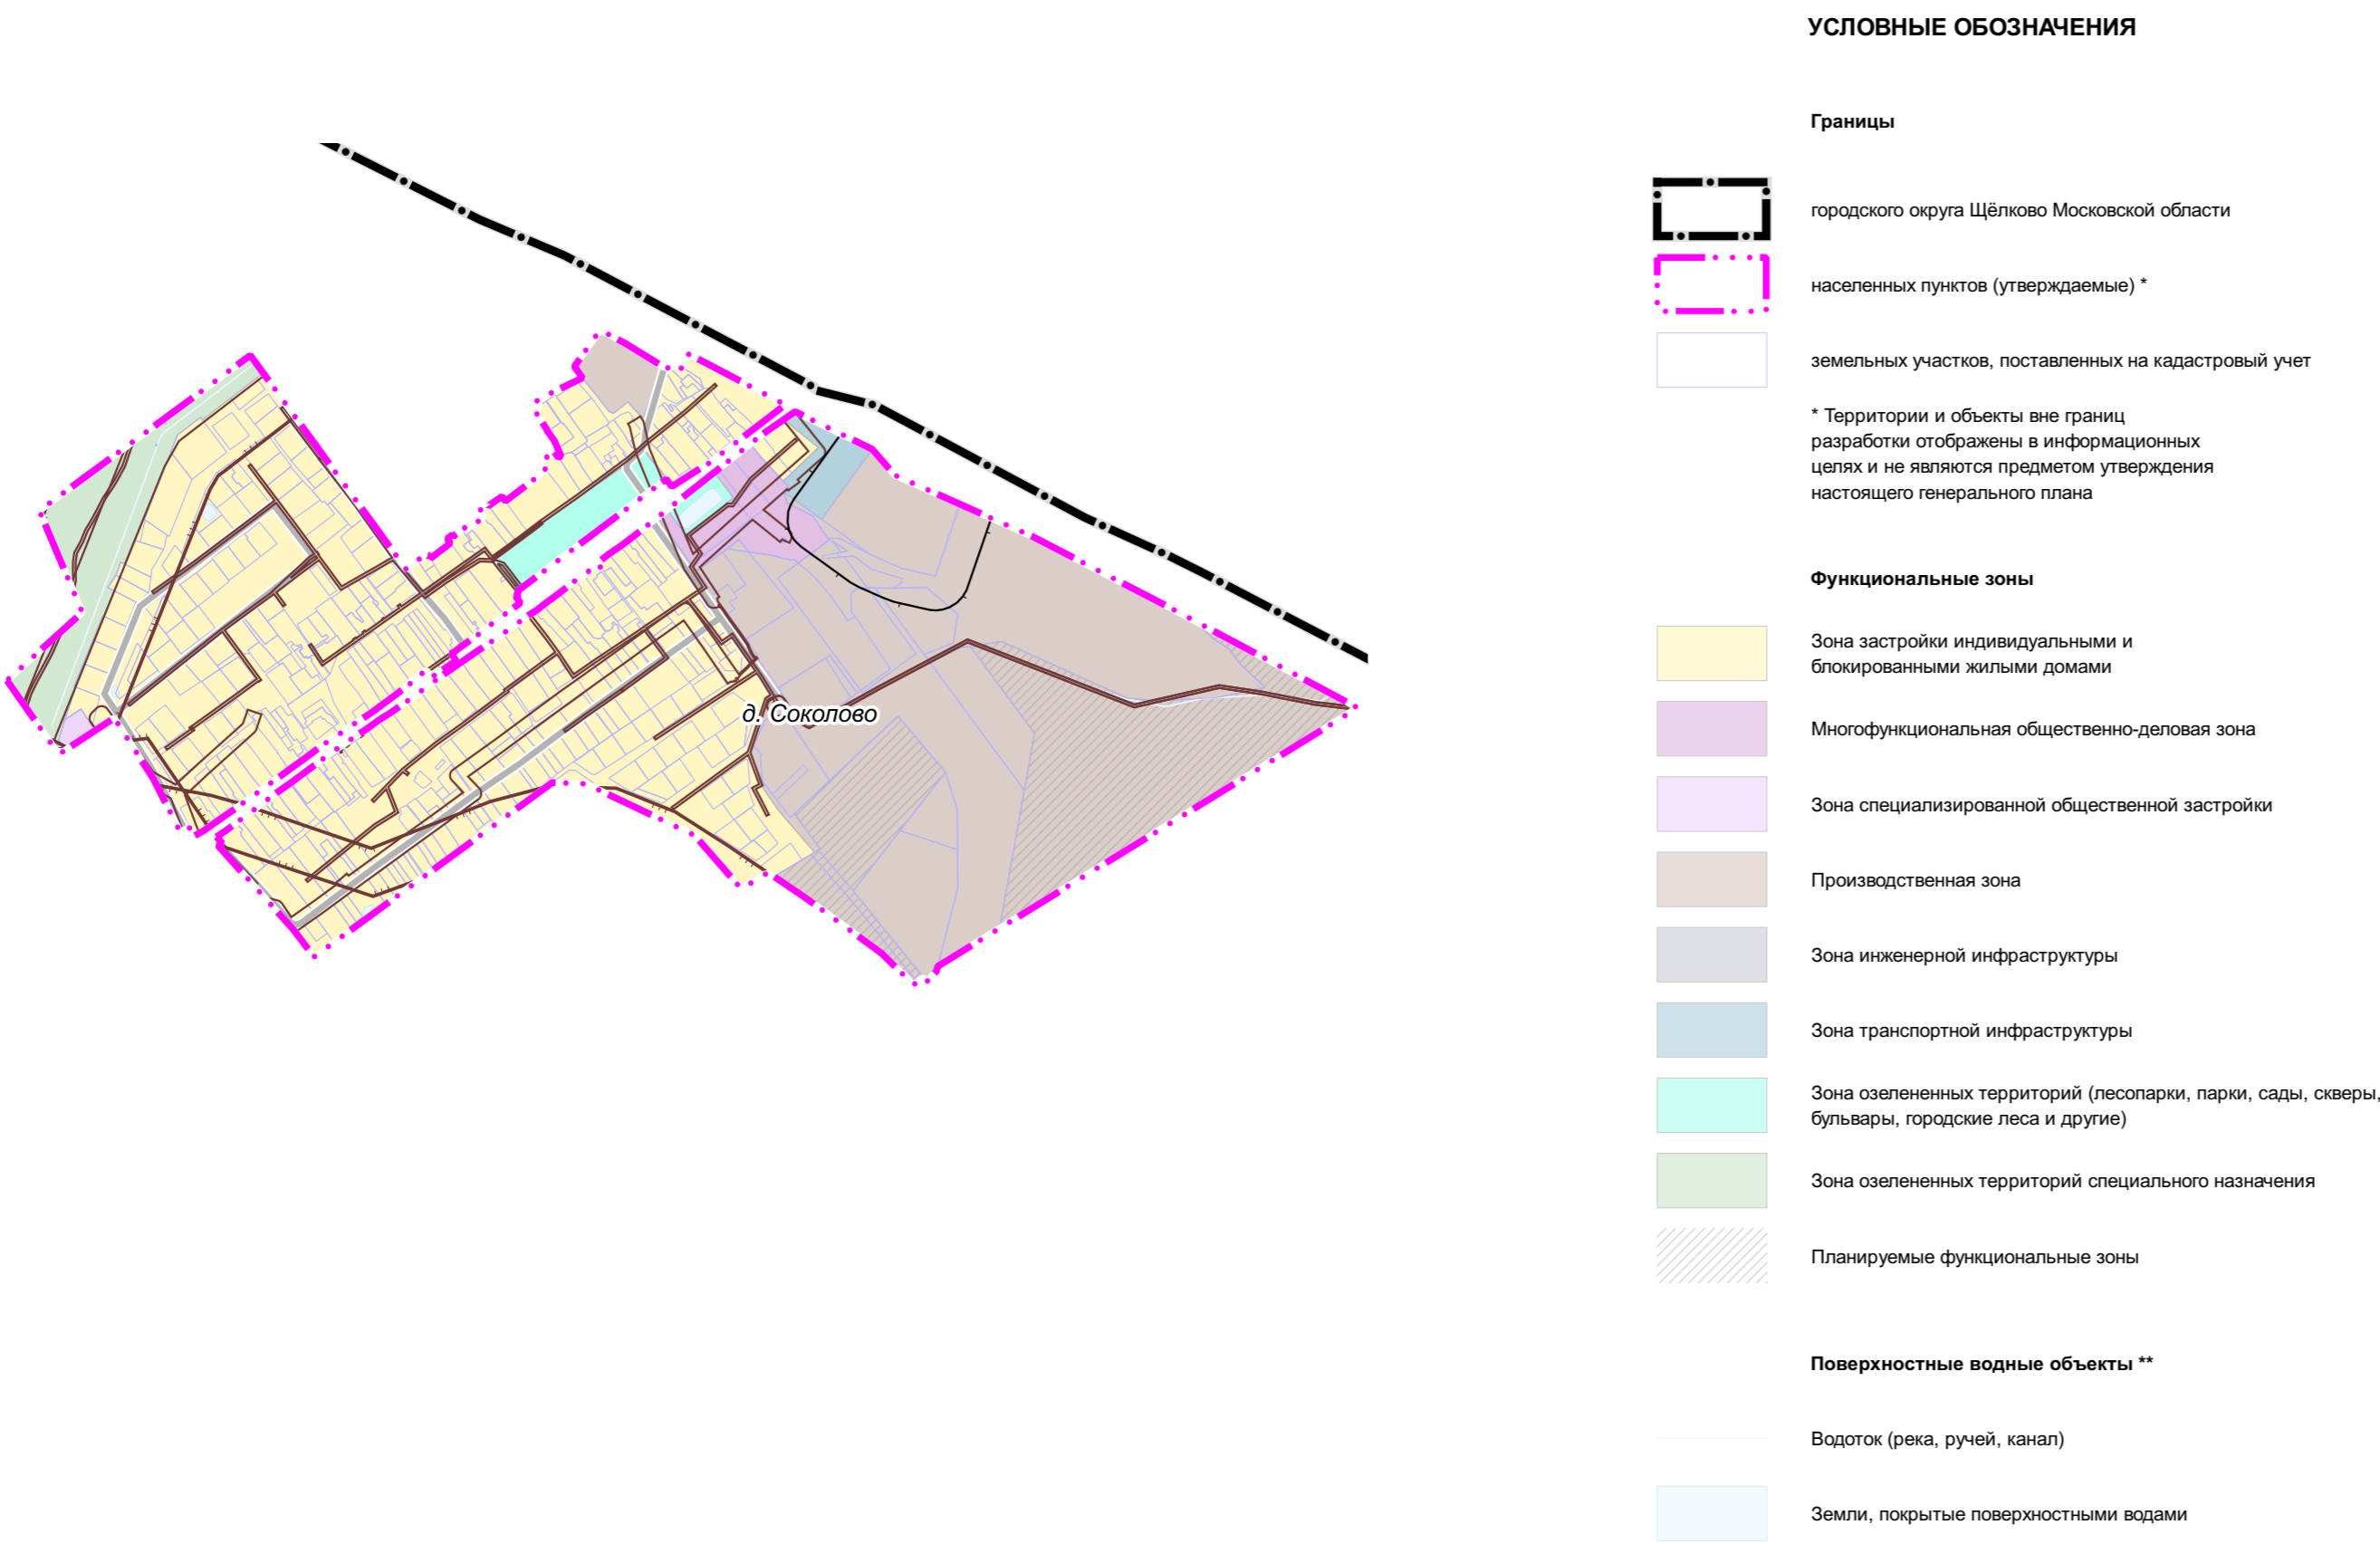 УСЛОВНЫЕ ОБОЗНАЧЕНИЯ
Границы
городского округа Щёлково Московской области
населенных пунктов (утверждаемые) *
земельных участков, поставленных на кадастровый учет
* Территории и объекты вне границ
разработки отображены в информационных
целях и не являются предметом утверждения
настоящего генерального плана
Функциональные зоны
Зона застройки индивидуальными и
блокированными жилыми домами
Многофункциональная общественно-деловая зона
Зона специализированной общественной застройки
Производственная зона
Зона инженерной инфраструктуры
Зона транспортной инфраструктуры
Зона озелененных территорий (лесопарки, парки, сады, скверы,
бульвары, городские леса и другие)
Зона озелененных территорий специального назначения
Планируемые функциональные зоны
Поверхностные водные объекты **
Водоток (река, ручей, канал)
Земли, покрытые поверхностными водами
д. Соколово